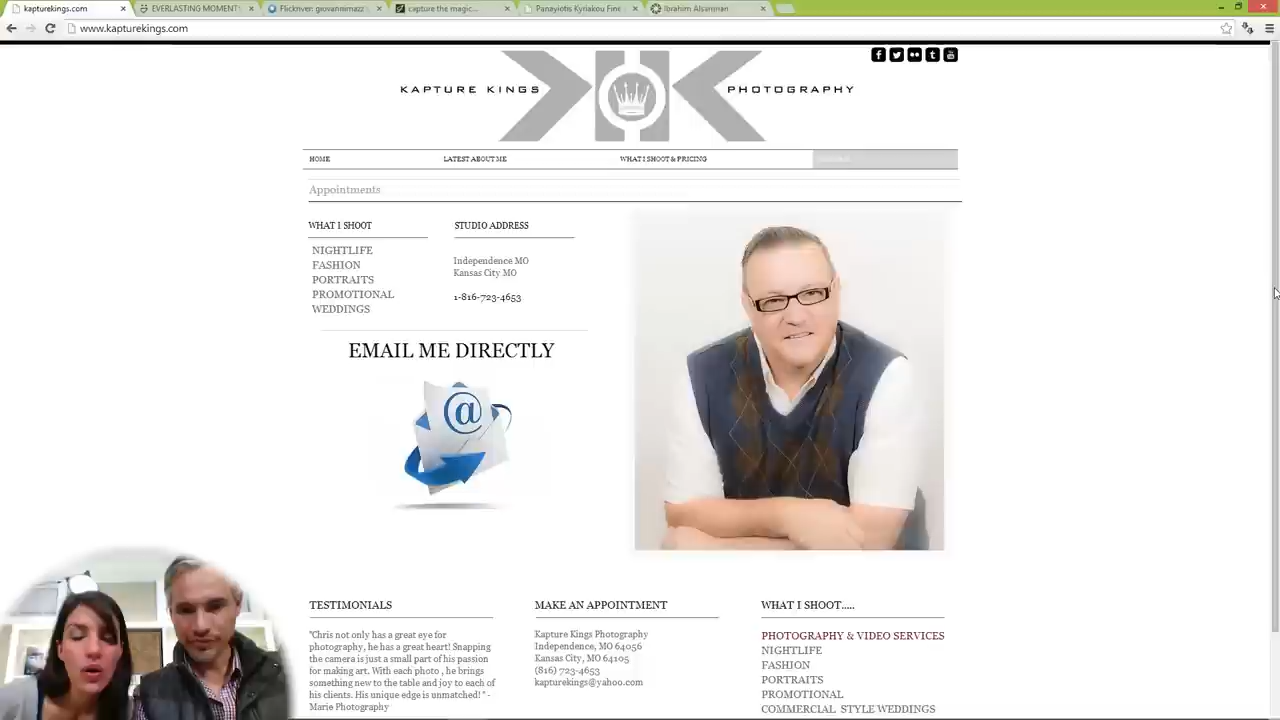 kapturekings.com
EVERLASTING MOMENTS
Flickriver: giovannimazz
capture the magic...
Panayiotis Kyriakou Fine
Ibrahim Alsannan
www.kapturekings.com
KAPTURE KINGS
PHOTOGRAPHY
HOME
LATEST ABOUT ME
WHAT I SHOOT & PRICING
Appointments
WHAT I SHOOT
NIGHTLIFE
FASHION
PORTRAITS
PROMOTIONAL
WEDDINGS
STUDIO ADDRESS
Independence MO
Kansas City MO
1-816-723-4653
EMAIL ME DIRECTLY
@
TESTIMONIALS
"Chris not only has a great eye for
photography, he has a great heart! Snapping
the camera is just a small part of his passion
for making art. With each photo , he brings
something new to the table and joy to each of
his clients. His unique edge is unmatched! " -
Marie Photography
MAKE AN APPOINTMENT
Kapture Kings Photography
Independence, MO 64056
Kansas City, MO 64105
(816) 723-4653
kapturekings@yahoo.com
WHAT I SHOOT.....
PHOTOGRAPHY & VIDEO SERVICES
NIGHTLIFE
FASHION
PORTRAITS
PROMOTIONAL
COMMERCIAL STYLE WEDDINGS